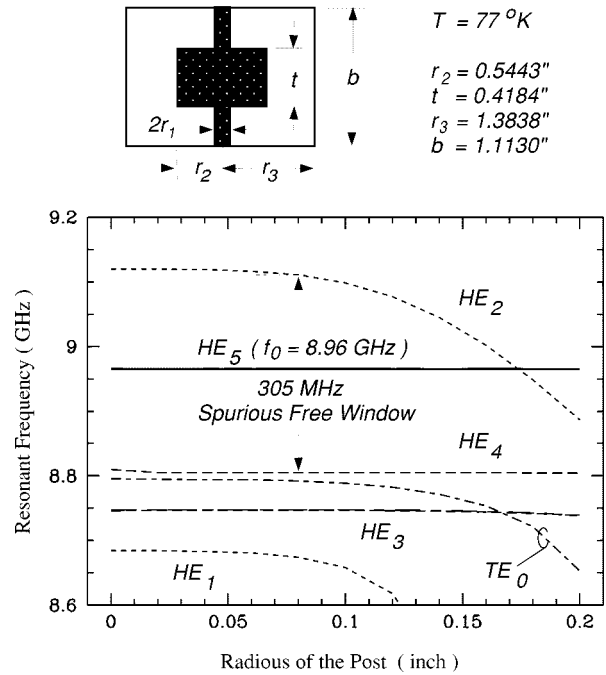 T = 77 °K
r2 = 0.5443"
t = 0.4184"
r3 = 1.3838"
b = 1.1130"
t
b
2r1
r2
r3
9.2
9
8.8
8.6
Resonant Frequency ( GHz )
HE2
HE5 ( f0 = 8.96 GHz )
305 MHz
Spurious Free Window
HE4
HE3
HE1
TE0
0
0.05
0.1
0.15
0.2
Radious of the Post ( inch )